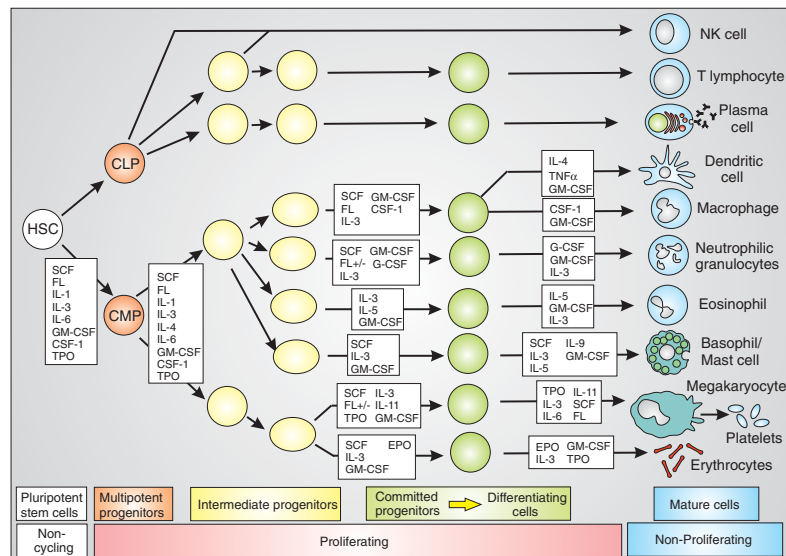 NK cell
T lymphocyte
Plasma
cell
CLP
IL-4
TNFα
GM-CSF
Dendritic
cell
SCF GM-CSF
FL CSF-1
IL-3
CSF-1
GM-CSF
Macrophage
HSC
SCF GM-CSF
FL+/- G-CSF
IL-3
G-CSF
GM-CSF
IL-3
Neutrophilic
granulocytes
SCF
FL
IL-1
IL-3
IL-6
GM-CSF
CSF-1
TPO
CMP
SCF
FL
IL-1
IL-3
IL-4
IL-6
GM-CSF
CSF-1
TPO
IL-3
IL-5
GM-CSF
IL-5
GM-CSF
IL-3
Eosinophil
SCF
IL-3
GM-CSF
SCF IL-9
IL-3 GM-CSF
IL-5
Basophil/
Mast cell
SCF IL-3
FL+/- IL-11
TPO GM-CSF
TPO IL-11
IL-3 SCF
IL-6 FL
Megakaryocyte
Platelets
SCF EPO
IL-3
GM-CSF
EPO GM-CSF
IL-3 TPO
Erythrocytes
Pluripotent
stem cells
Multipotent
progenitors
Intermediate progenitors
Committed Differentiating
progenitors cells
Mature cells
Non-
cycling
Proliferating
Non-Proliferating